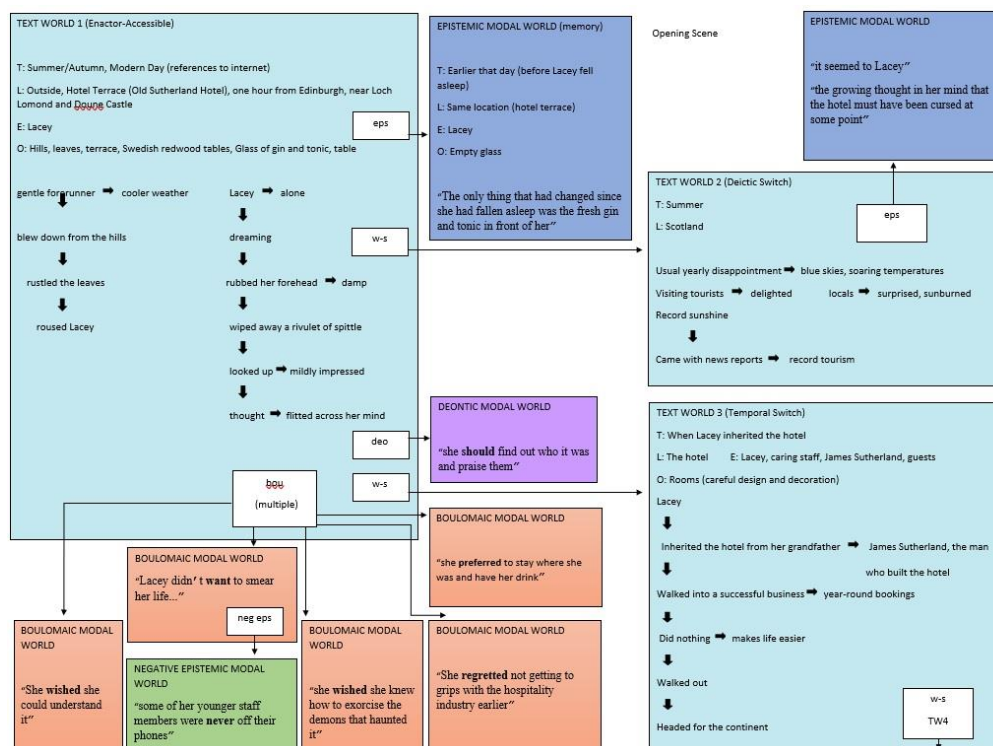 TEXT WORLD 1 (Enactor-Accessible)
T: Summer/Autumn, Modern Day (references to internet)
L: Outside, Hotel Terrace (Old Sutherland Hotel), one hour from Edinburgh, near Loch
Lomond and Doune Castle
E: Lacey
O: Hills, leaves, terrace, Swedish redwood tables, Glass of gin and tonic, table
eps
gentle forerunner ➡ cooler weather
blew down from the hills
rustled the leaves
roused Lacey
Lacey ➡ alone
dreaming
rubbed her forehead ➡ damp
wiped away a rivulet of spittle
looked up ➡ mildly impressed
thought ➡ flitted across her mind
w-s
deo
w-s
bou
(multiple)
EPISTEMIC MODAL WORLD (memory)
T: Earlier that day (before Lacey fell
asleep)
L: Same location (hotel terrace)
E: Lacey
O: Empty glass
“The only thing that had changed since
she had fallen asleep was the fresh gin
and tonic in front of her”
Opening Scene
EPISTEMIC MODAL WORLD
“it seemed to Lacey”
“the growing thought in her mind that
the hotel must have been cursed at
some point”
TEXT WORLD 2 (Deictic Switch)
T: Summer
L: Scotland
eps
Usual yearly disappointment ➡ blue skies, soaring temperatures
Visiting tourists ➡ delighted locals ➡ surprised, sunburned
Record sunshine
Came with news reports ➡ record tourism
DEONTIC MODAL WORLD
“she should find out who it was
and praise them”
TEXT WORLD 3 (Temporal Switch)
T: When Lacey inherited the hotel
L: The hotel E: Lacey, caring staff, James Sutherland, guests
O: Rooms (careful design and decoration)
Lacey
Inherited the hotel from her grandfather ➡ James Sutherland, the man
who built the hotel
Walked into a successful business ➡ year-round bookings
Did nothing ➡ makes life easier
Walked out
Headed for the continent
w-s
TW4
BOULOMAIC MODAL WORLD
“she preferred to stay where she
was and have her drink”
BOULOMAIC MODAL WORLD
“Lacey didn’t want to smear
her life...”
neg eps
BOULOMAIC MODAL
WORLD
“She wished she
could understand
it”
NEGATIVE EPISTEMIC MODAL
WORLD
“some of her younger staff
members were never off their
phones”
BOULOMAIC MODAL
WORLD
“she wished she knew
how to exorcise the
demons that haunted
it”
BOULOMAIC MODAL WORLD
“She regretted not getting to
grips with the hospitality
industry earlier”